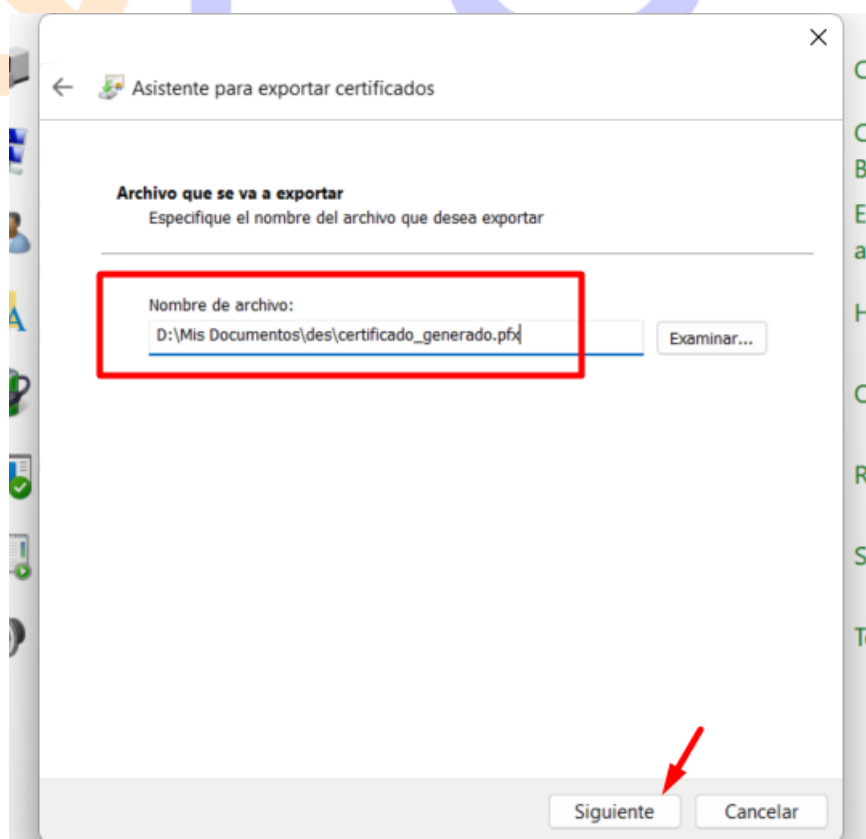 Asistente para exportar certificados
Archivo que se va a exportar
Especifique el nombre del archivo que desea exportar
Nombre de archivo:
D:\Mis Documentos\des\certificado_generado.pfx
Examinar...
Siguiente
Cancelar